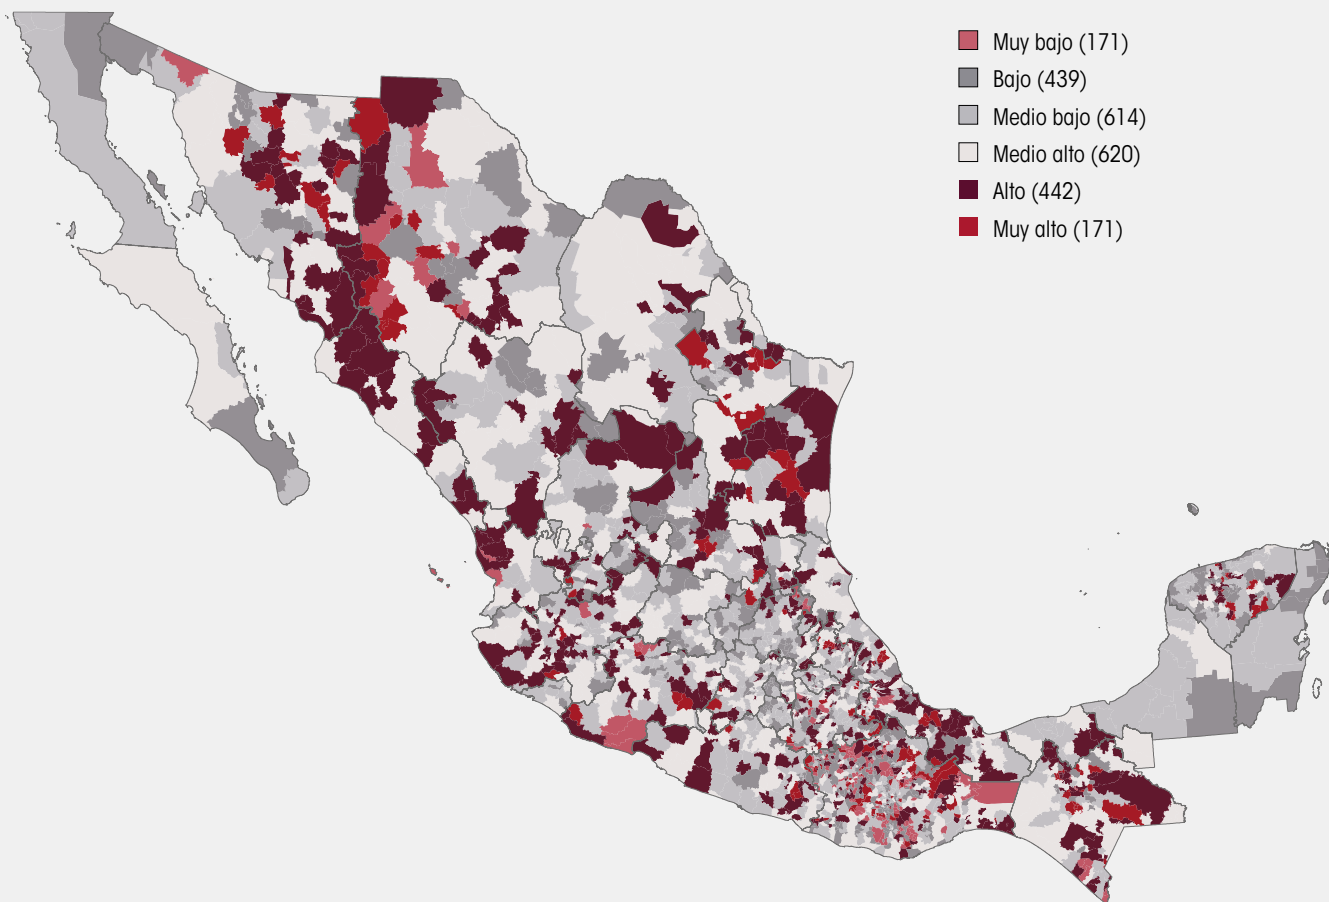 Muy bajo (171)
Bajo (439)
Medio bajo (614)
Medio alto (620)
Alto (442)
Muy alto (171)